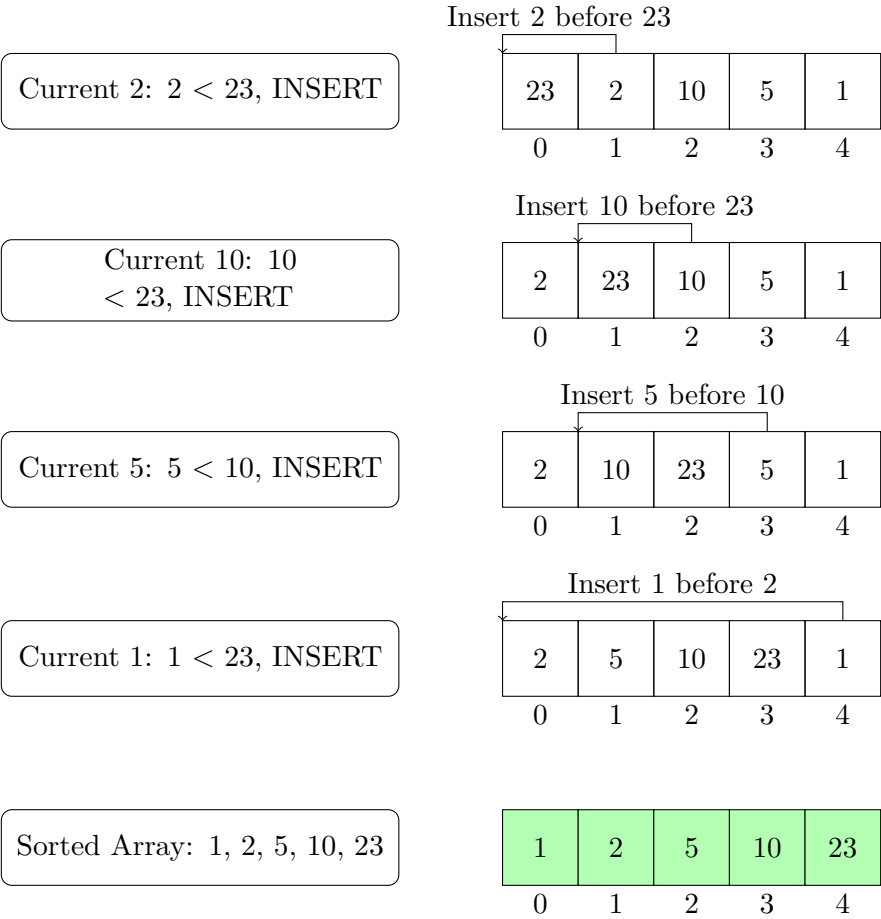 Insert 2 before 23
Current 2: 2 < 23, INSERT
23 2 10 5 1
0 1 2 3 4
Insert 10 before 23
Current 10: 10
< 23, INSERT
2 23 10 5 1
0 1 2 3 4
Insert 5 before 10
Current 5: 5 < 10, INSERT
2 10 23 5 1
0 1 2 3 4
Insert 1 before 2
Current 1: 1 < 23, INSERT
2 5 10 23 1
0 1 2 3 4
Sorted Array: 1, 2, 5, 10, 23
1 2 5 10 23
0 1 2 3 4